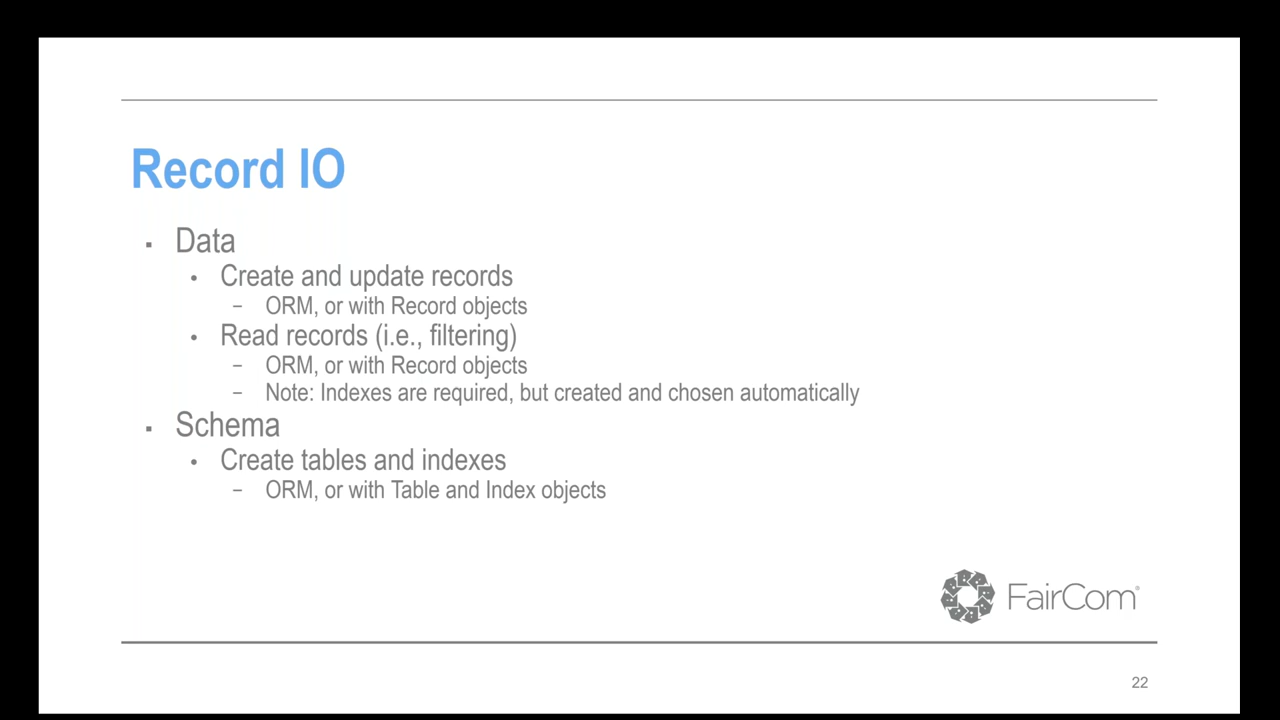 Record IO
▪ Data
• Create and update records
– ORM, or with Record objects
• Read records (i.e., filtering)
– ORM, or with Record objects
– Note: Indexes are required, but created and chosen automatically
▪ Schema
• Create tables and indexes
– ORM, or with Table and Index objects
FairCom®
22